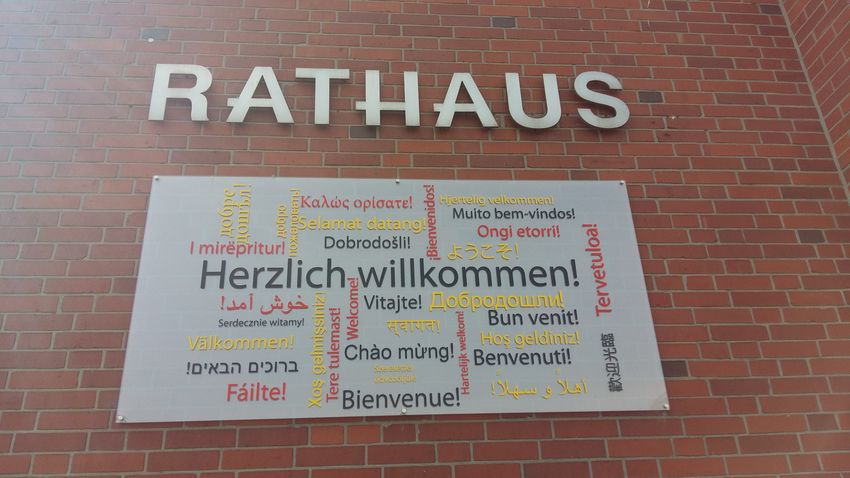 RATHAUS
Καλώς ορίσατε!
Hjertelig velkommen!
Selamat datang!
¡Bienvenidos!
Muito bem-vindos!
I mirëpritur!
Dobrodošli!
Ongi etorri!
ようこそ!
Tervetuloa!
Herzlich willkommen!
خوش آمد!
Welcome!
Vitajte!
Добродошли!
Serdecznie witamy!
Xoş gelmişsiniz!
Tere tulemast!
स्वागत!
Hartelijk welkom!
Bun venit!
Välkommen!
Hoş geldiniz!
Chào mừng!
Benvenuti!
歡迎光臨
ברוכים הבאים!
Fáilte!
Bienvenue!
أهلاً و سهلاً!